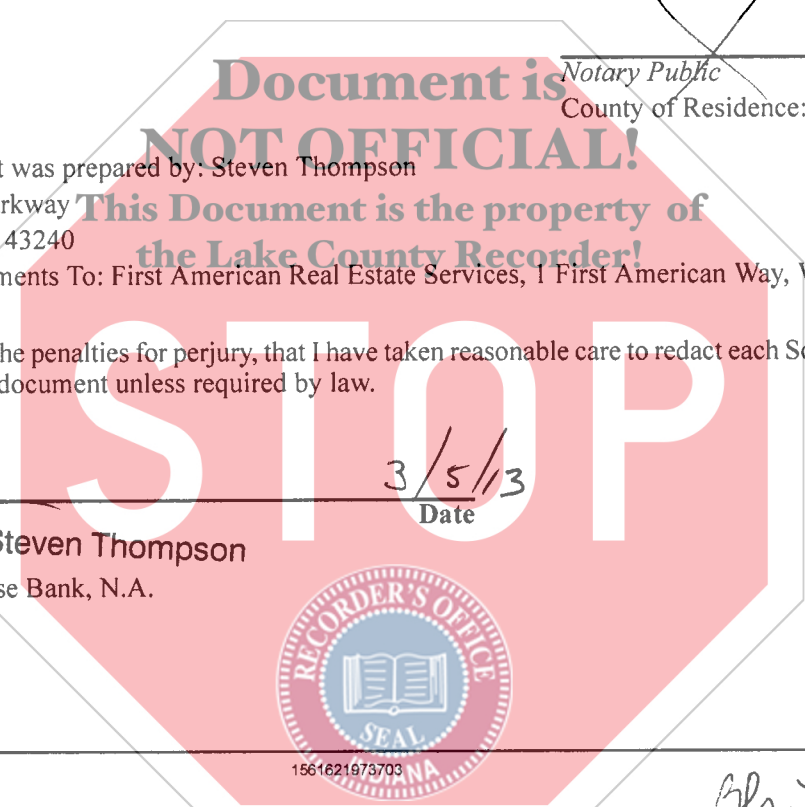 Document is
Notary Public
County of Residence:
NOT OFFICIAL!
t was prepared by: Steven Thompson
rkway
This Document is the property of
43240
the Lake County Recorder!
ments To: First American Real Estate Services, 1 First American Way,
he penalties for perjury, that I have taken reasonable care to redact each
document unless required by law.
STOP
3/5/13
Date
Steven Thompson
se Bank, N.A.
RECORDER'S OFFICE
SEAL
INDIANA
1561621973703